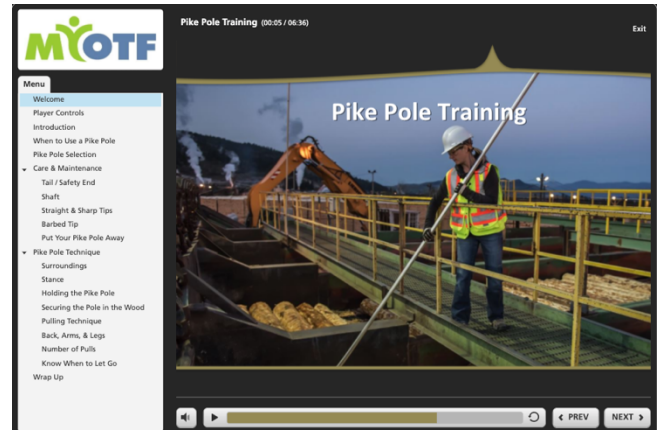 MYOTF
Pike Pole Training (00:05 / 06:36)
Exit
Menu
Welcome
Player Controls
Introduction
When to Use a Pike Pole
Pike Pole Selection
Care & Maintenance
Tail / Safety End
Shaft
Straight & Sharp Tips
Barbed Tip
Put Your Pike Pole Away
Pike Pole Technique
Surroundings
Stance
Holding the Pike Pole
Securing the Pole in the Wood
Pulling Technique
Back, Arms, & Legs
Number of Pulls
Know When to Let Go
Wrap Up
Pike Pole Training
PREV
NEXT